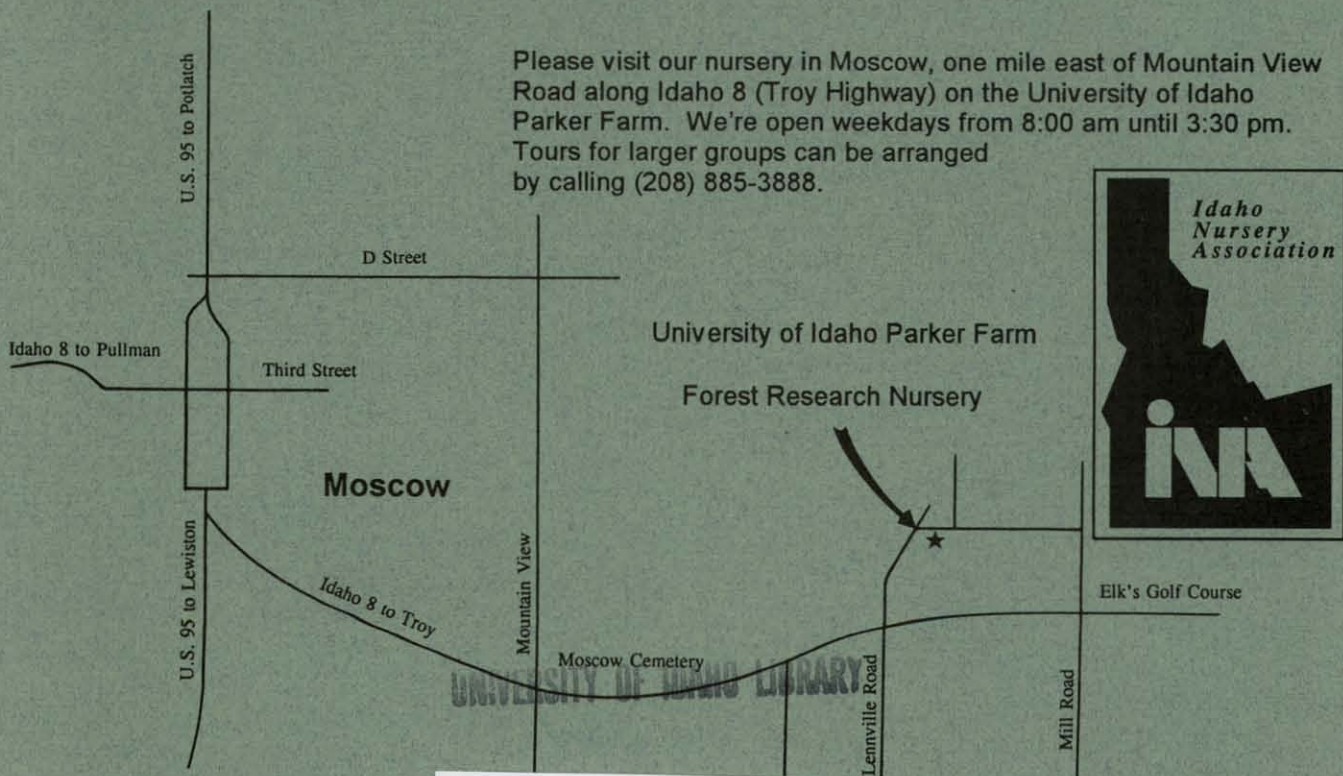 Please visit our nursery in Moscow, one mile east of Mountain View
Road along Idaho 8 (Troy Highway) on the University of Idaho
Parker Farm. We're open weekdays from 8:00 am until 3:30 pm.
Tours for larger groups can be arranged
by calling (208) 885-3888.
U.S. 95 to Potlatch
Idaho
Nursery
Association
D Street
University of Idaho Parker Farm
Idaho 8 to Pullman
Third Street
Forest Research Nursery
INA
Moscow
U.S. 95 to Lewiston
Idaho 8 to Troy
Mountain View
Elk's Golf Course
Moscow Cemetery
UNIVERSITY OF IDAHO LIBRARY
Lennville Road
Mill Road